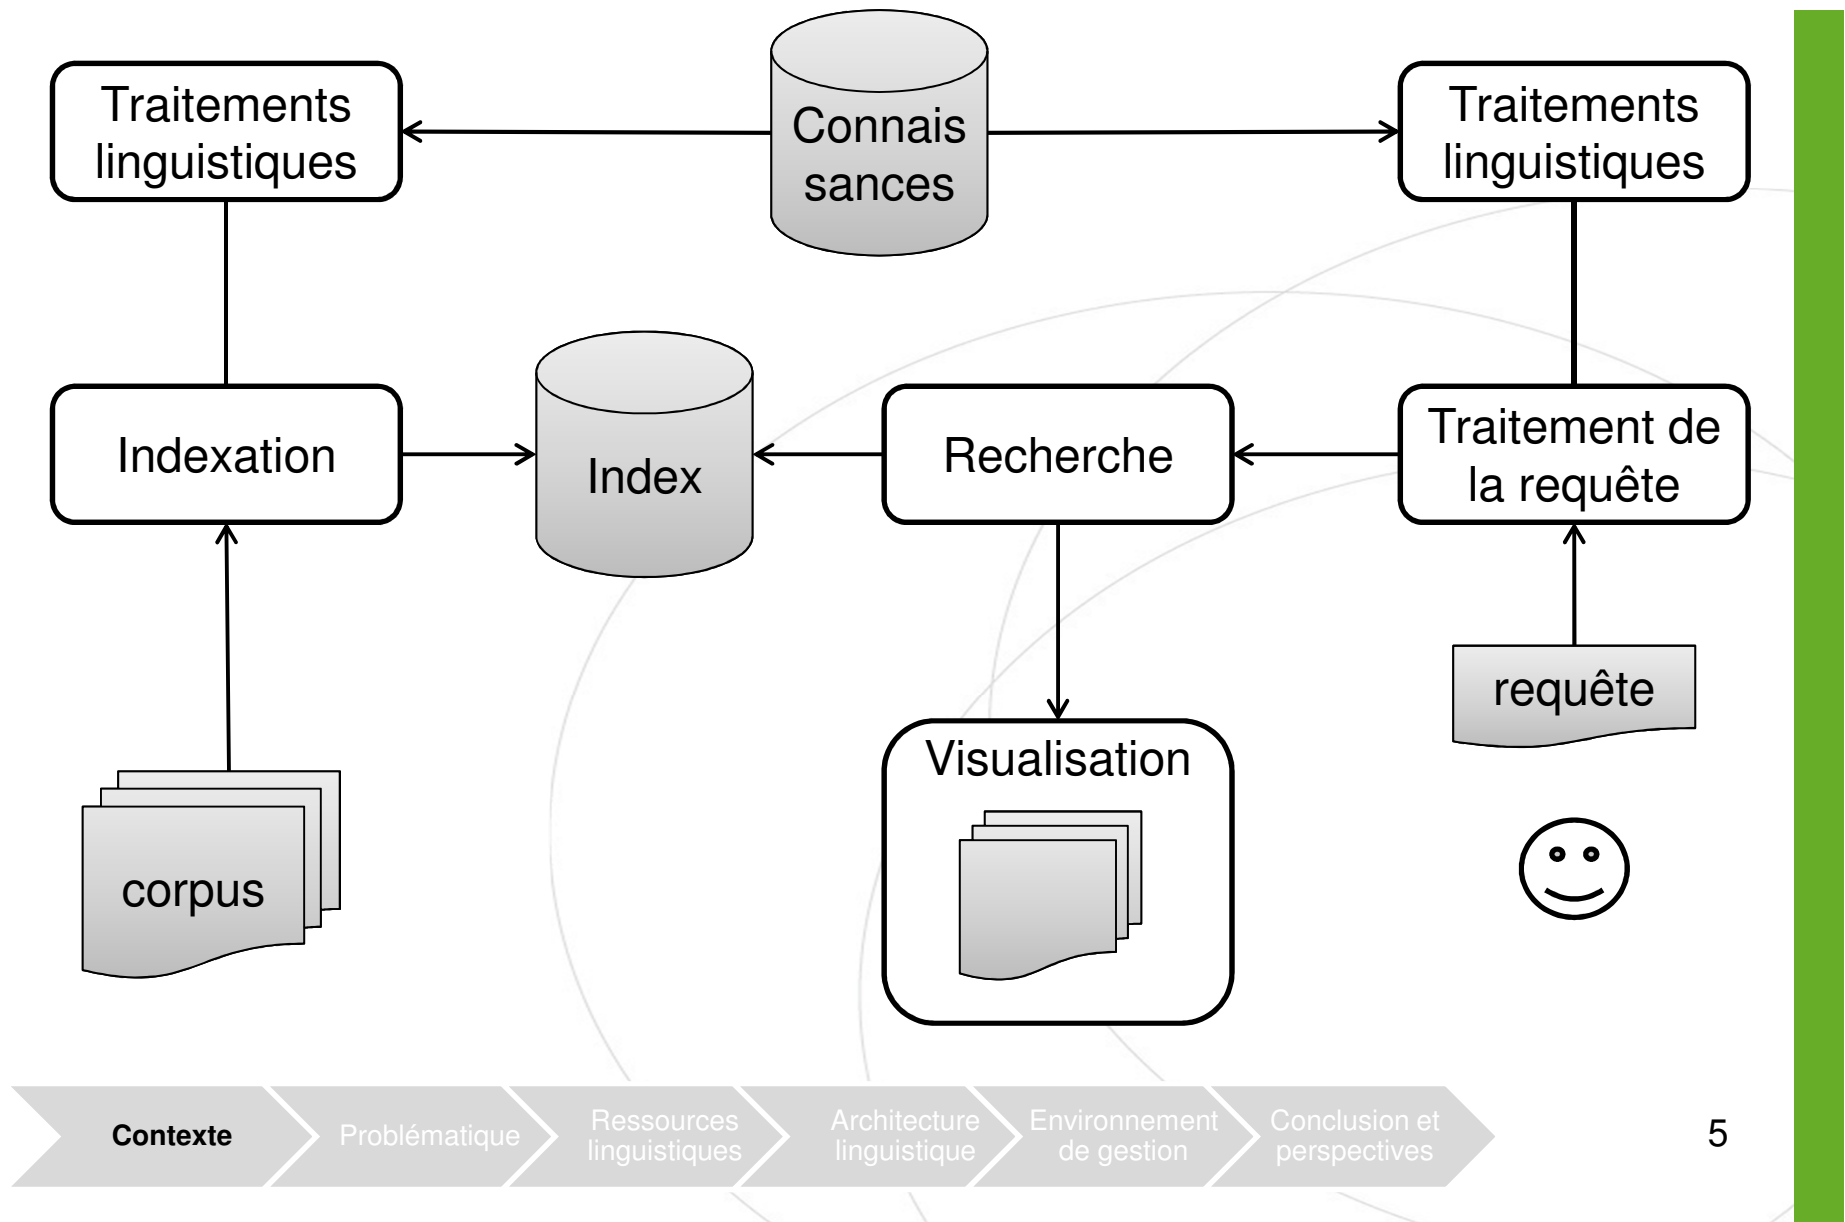 Traitements
linguistiques
Connais
sances
Traitements
linguistiques
Indexation
Index
Recherche
Traitement de
la requête
requête
Visualisation
corpus
Contexte
Problématique
Ressources
linguistiques
Architecture
linguistique
Environnement
de gestion
Conclusion et
perspectives
5